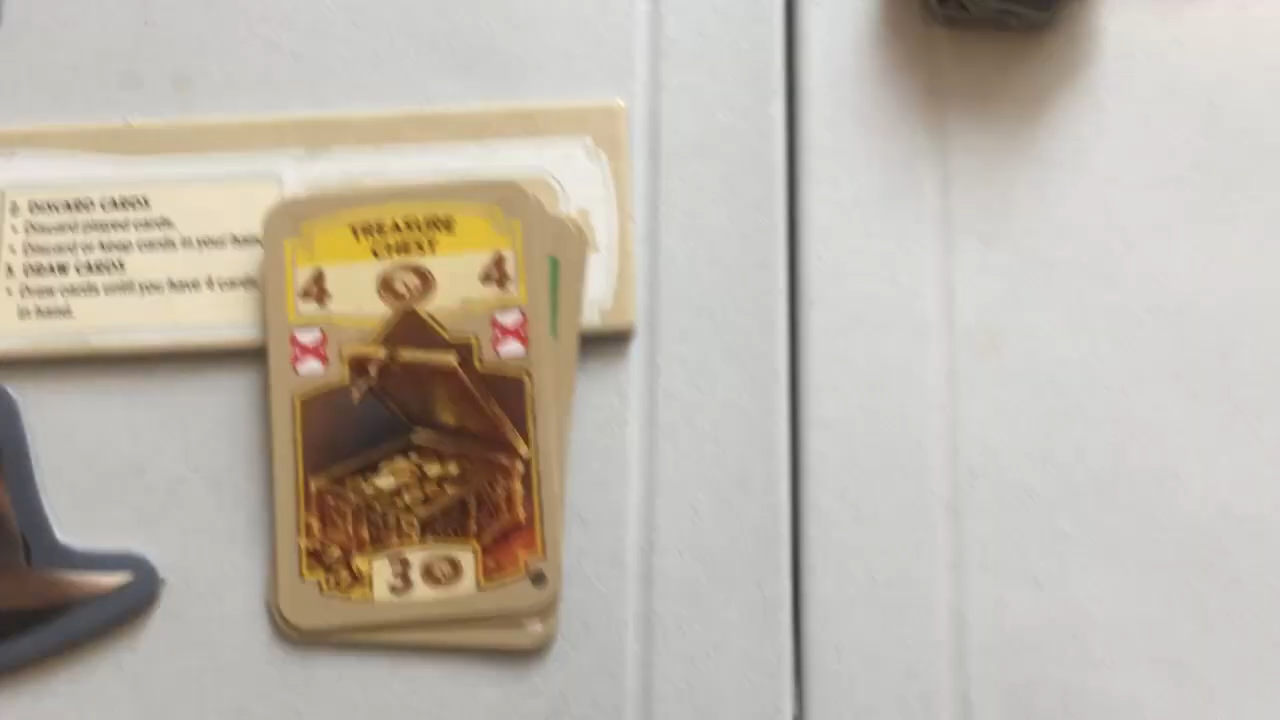 2. DISCARD CARDS
• Discard played cards.
• Discard or keep cards in your hand
3. DRAW CARDS
• Draw cards until you have 4 cards
in hand.
TREASURE
CHEST
4 4
3